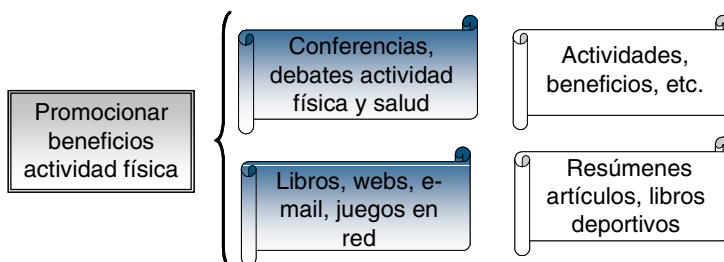 Promocionar
beneficios
actividad física
Conferencias,
debates actividad
física y salud
Actividades,
beneficios, etc.
Libros, webs, e-
mail, juegos en
red
Resúmenes
artículos, libros
deportivos